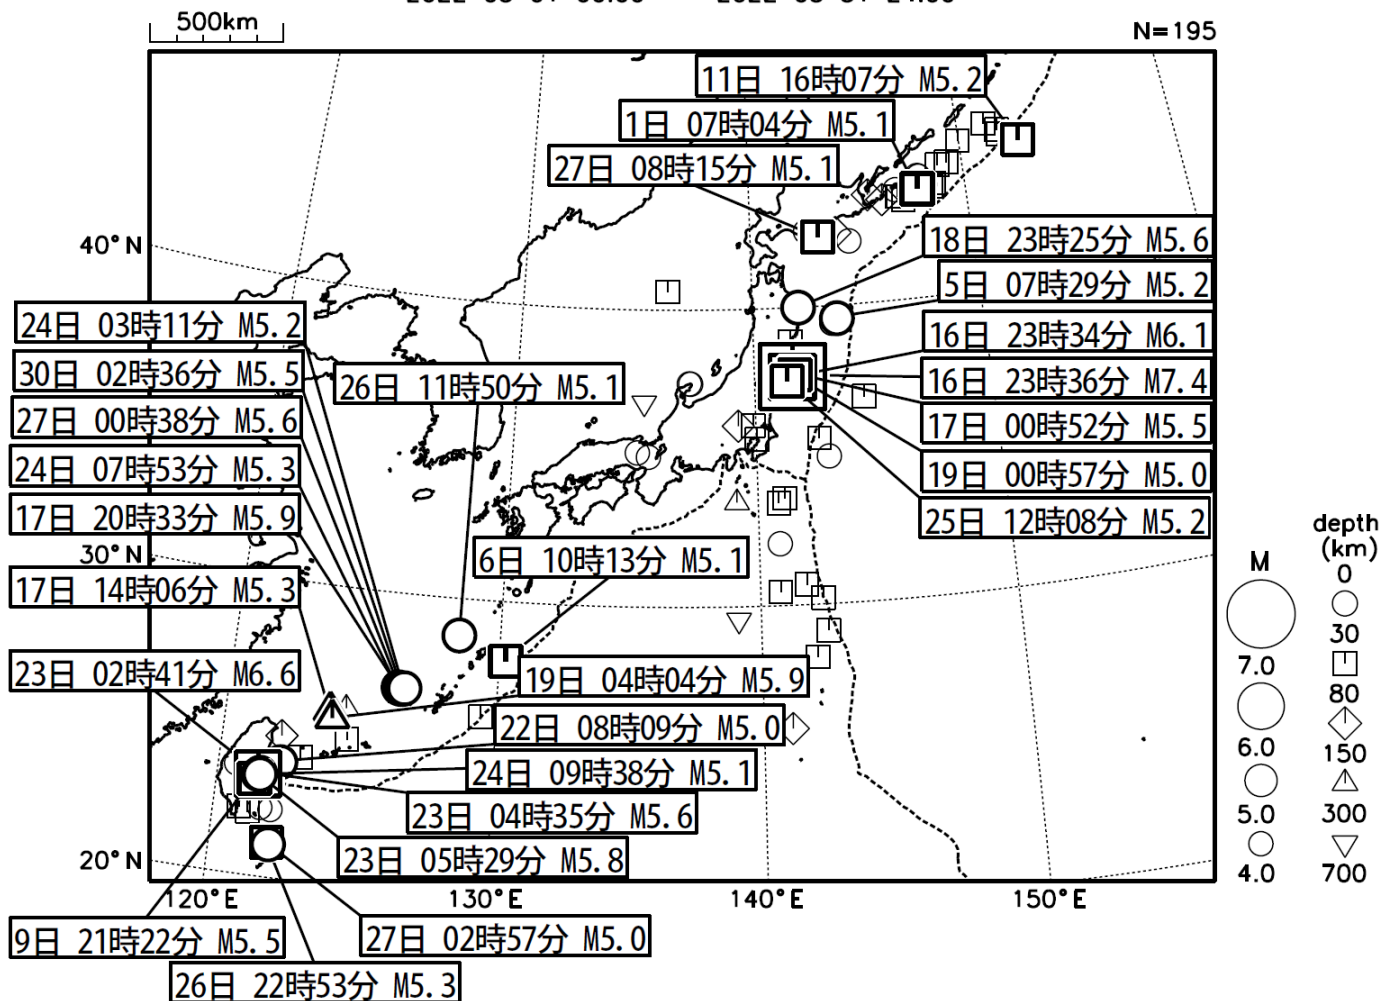 500km
N=195
11日 16時07分 M5.2
1日 07時04分 M5.1
27日 08時15分 M5.1
18日 23時25分 M5.6
40°N
5日 07時29分 M5.2
24日 03時11分 M5.2
16日 23時34分 M6.1
30日 02時36分 M5.5
26日 11時50分 M5.1
16日 23時36分 M7.4
27日 00時38分 M5.6
17日 00時52分 M5.5
24日 07時53分 M5.3
19日 00時57分 M5.0
17日 20時33分 M5.9
25日 12時08分 M5.2
depth
(km)
30°N
6日 10時13分 M5.1
M
0
17日 14時06分 M5.3
30
23日 02時41分 M6.6
7.0
19日 04時04分 M5.9
80
22日 08時09分 M5.0
6.0
150
24日 09時38分 M5.1
23日 04時35分 M5.6
5.0
300
23日 05時29分 M5.8
20°N
4.0
700
120°E
130°E
140°E
150°E
9日 21時22分 M5.5
27日 02時57分 M5.0
26日 22時53分 M5.3